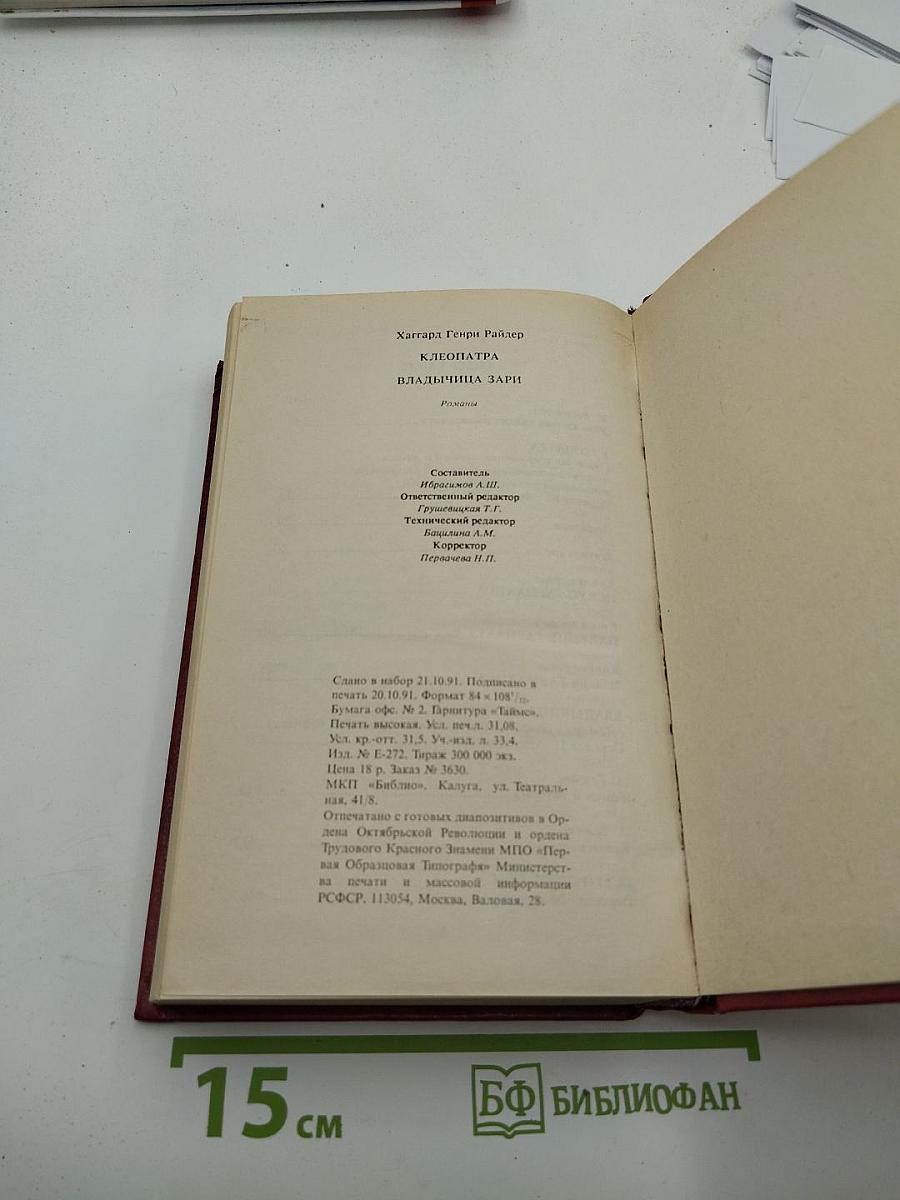 Хаггард Генри Райдер
КЛЕОПАТРА
ВЛАДЫЧИЦА ЗАРИ
Романы
Составитель
Ибрагимов А.Ш.
Ответственный редактор
Грушевицкая Т.Г.
Технический редактор
Бацилина А.М.
Корректор
Первачева Н.П.
Сдано в набор 21.10.91. Подписано в
печать 20.10.91. Формат 84 × 108¹/₃₂.
Бумага офс. № 2. Гарнитура «Таймс».
Печать высокая. Усл. печ.л. 31,08.
Усл. кр.-отт. 31,5. Уч.-изд. л. 33,4.
Изд. № Е-272. Тираж 300 000 экз.
Цена 18 р. Заказ № 3630.
МКП «Библио». Калуга, ул. Театраль-
ная, 41/8.
Отпечатано с готовых диапозитивов в Ор-
дена Октябрьской Революции и ордена
Трудового Красного Знамени МПО «Пер-
вая Образцовая Типография» Министерст-
ва печати и массовой информации
РСФСР. 113054, Москва, Валовая, 28.
15 см
БФ БИБЛИОФАН